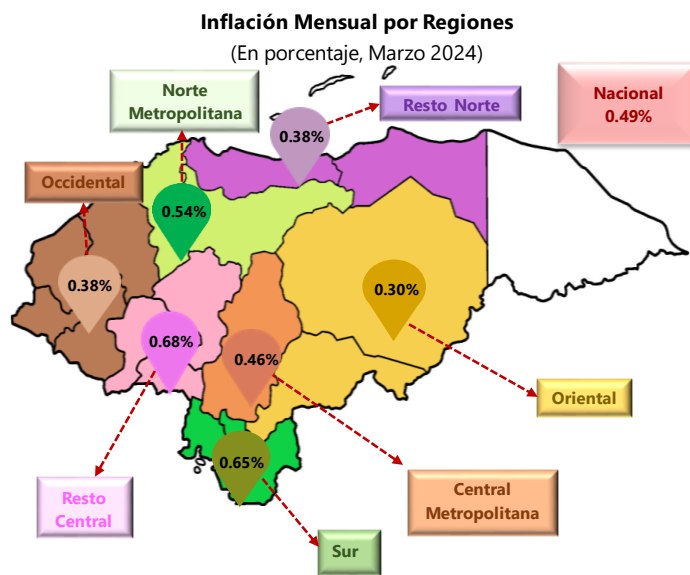 Inflación Mensual por Regiones
(En porcentaje, Marzo 2024)
Norte
Metropolitana
Resto Norte
Nacional
0.49%
0.38%
Occidental
0.54%
0.38%
0.30%
0.68%
0.46%
Oriental
0.65%
Resto
Central
Central
Metropolitana
Sur